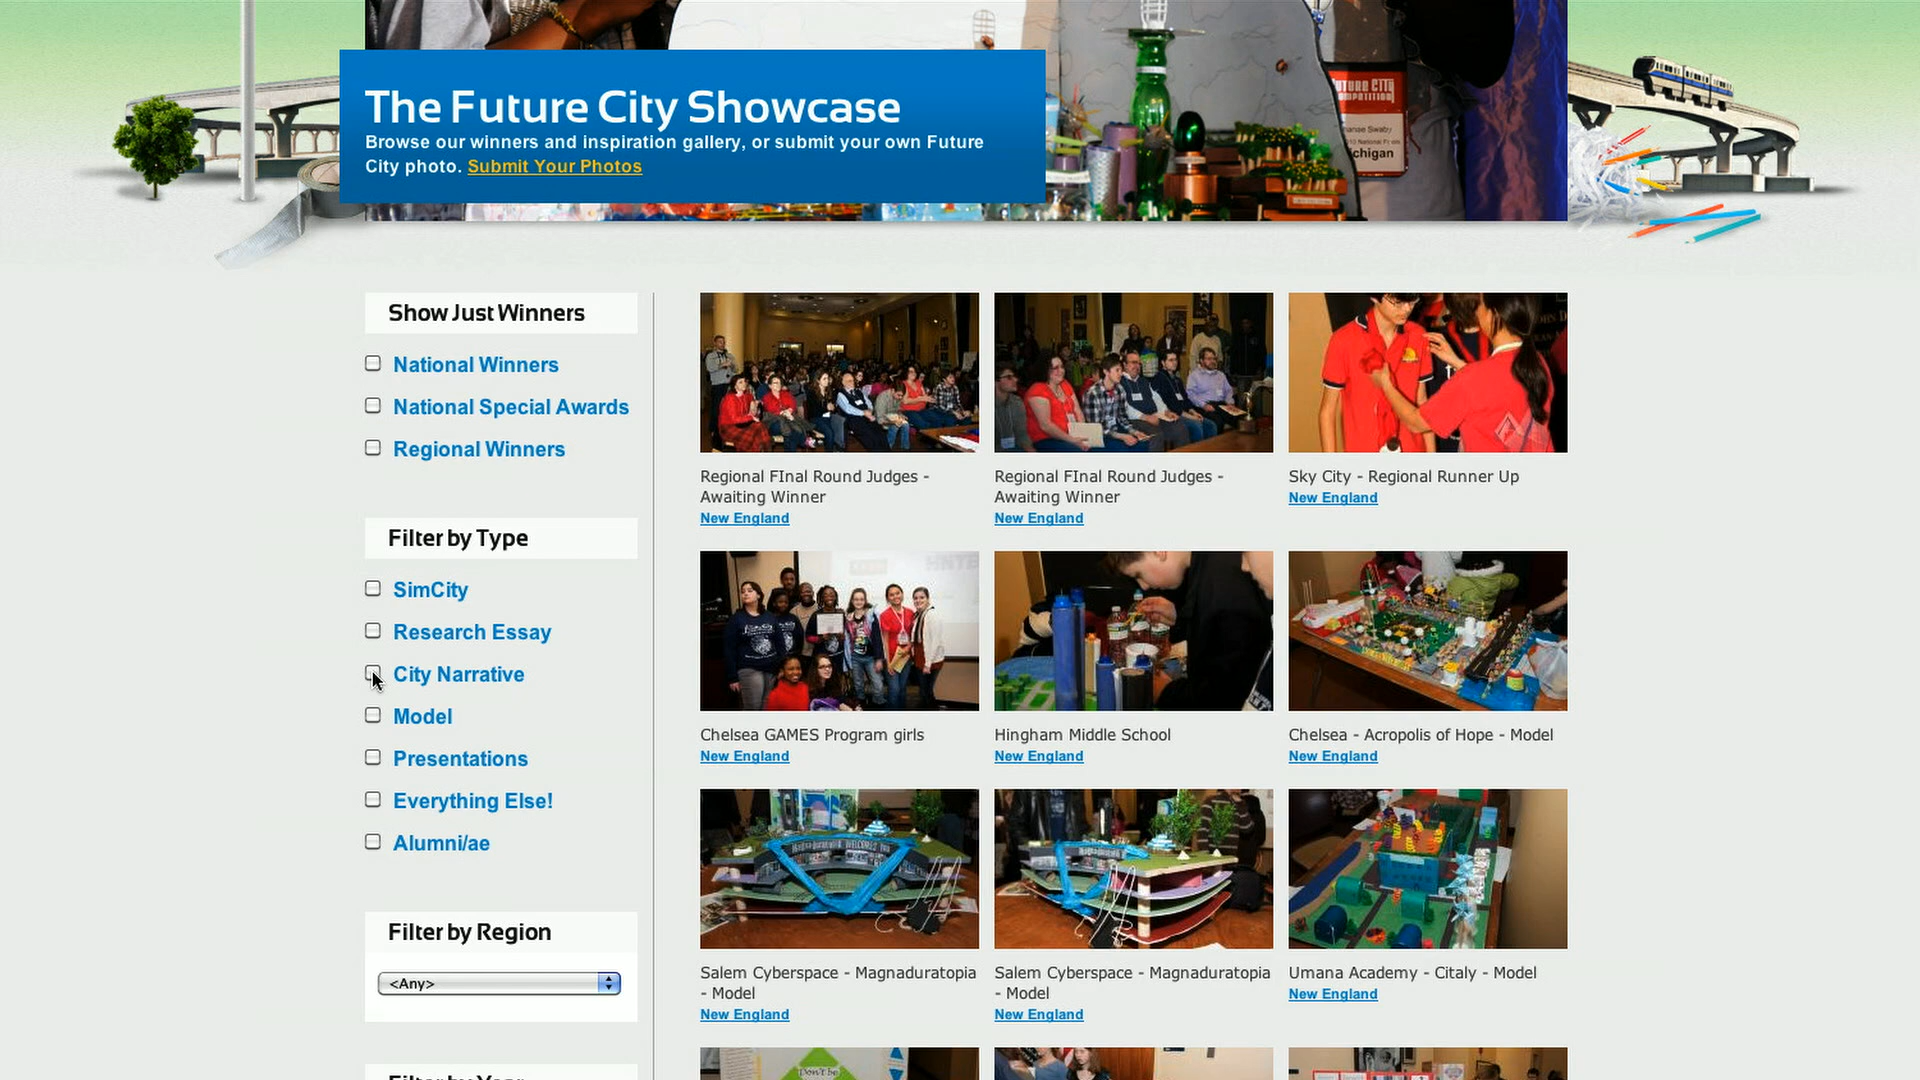 The Future City Showcase
Browse our winners and inspiration gallery, or submit your own Future
City photo. Submit Your Photos
FUTURE CITY
chigan
Show Just Winners
National Winners
National Special Awards
Regional Winners
Filter by Type
SimCity
Research Essay
City Narrative
Model
Presentations
Everything Else!
Alumni/ae
Filter by Region
<Any>
Regional FInal Round Judges -
Awaiting Winner
New England
Regional FInal Round Judges -
Awaiting Winner
New England
Sky City - Regional Runner Up
New England
Chelsea GAMES Program girls
New England
Hingham Middle School
New England
Chelsea - Acropolis of Hope - Model
New England
Salem Cyberspace - Magnaduratopia
- Model
New England
Salem Cyberspace - Magnaduratopia
- Model
New England
Umana Academy - Citaly - Model
New England
Don't be